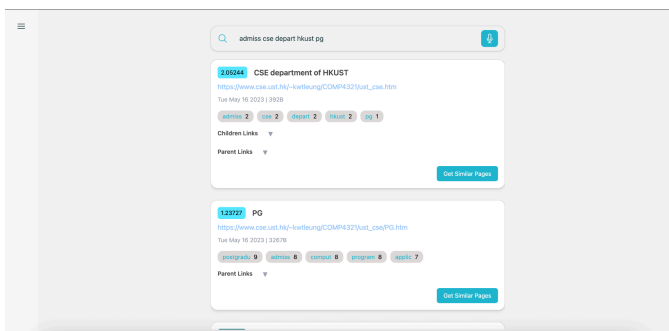 admiss cse depart hkust pg
2.05244 CSE department of HKUST
https://www.cse.ust.hk/~kwtleung/COMP4321/ust_cse.htm
Tue May 16 2023 | 392B
admiss 2 cse 2 depart 2 hkust 2 pg 1
Children Links ▼
Parent Links ▼
Get Similar Pages
1.23727 PG
https://www.cse.ust.hk/~kwtleung/COMP4321/ust_cse/PG.htm
Tue May 16 2023 | 3267B
postgradu 9 admiss 8 comput 8 program 8 applic 7
Parent Links ▼
Get Similar Pages